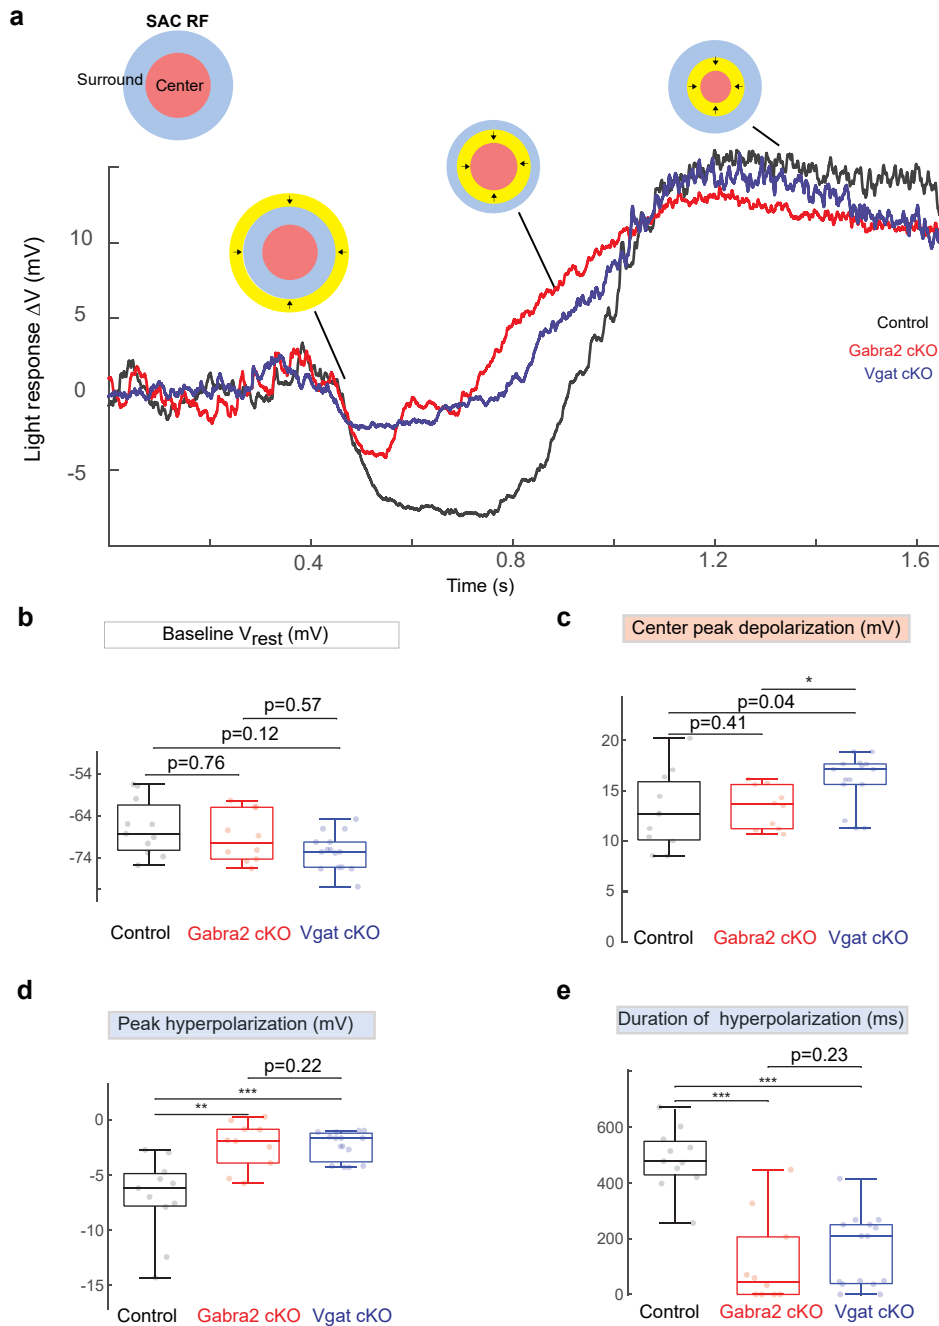 a
SAC RF
Surround
Center
Light response ΔV (mV)
10
5
0
-5
Control
Gabra2 cKO
Vgat cKO
0.4
0.8
1.2
1.6
Time (s)
b
Baseline Vrest (mV)
p=0.57
p=0.12
p=0.76
-54
-64
-74
Control
Gabra2 cKO
Vgat cKO
c
Center peak depolarization (mV)
*
p=0.04
p=0.41
20
15
10
5
0
Control
Gabra2 cKO
Vgat cKO
d
Peak hyperpolarization (mV)
p=0.22
***
**
0
-5
-10
-15
Control
Gabra2 cKO
Vgat cKO
e
Duration of hyperpolarization (ms)
p=0.23
***
***
600
400
200
0
Control
Gabra2 cKO
Vgat cKO